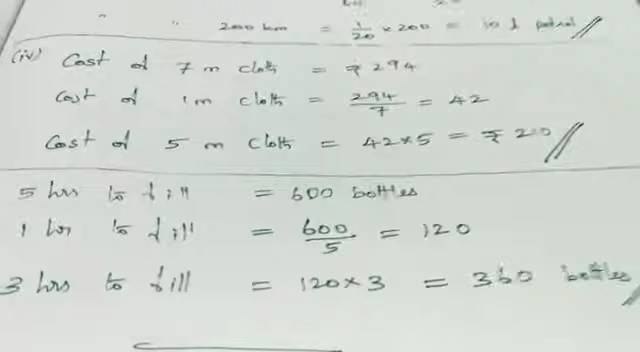 " " 200 km = 1/20 × 200 = 10 l petrol //
(iv) Cost of 7 m cloth = ₹ 294
Cost of 1 m cloth = 294/7 = 42
Cost of 5 m cloth = 42×5 = ₹ 210 //
5 hrs to fill = 600 bottles
1 hr to fill = 600/5 = 120
3 hrs to fill = 120×3 = 360 bottles //